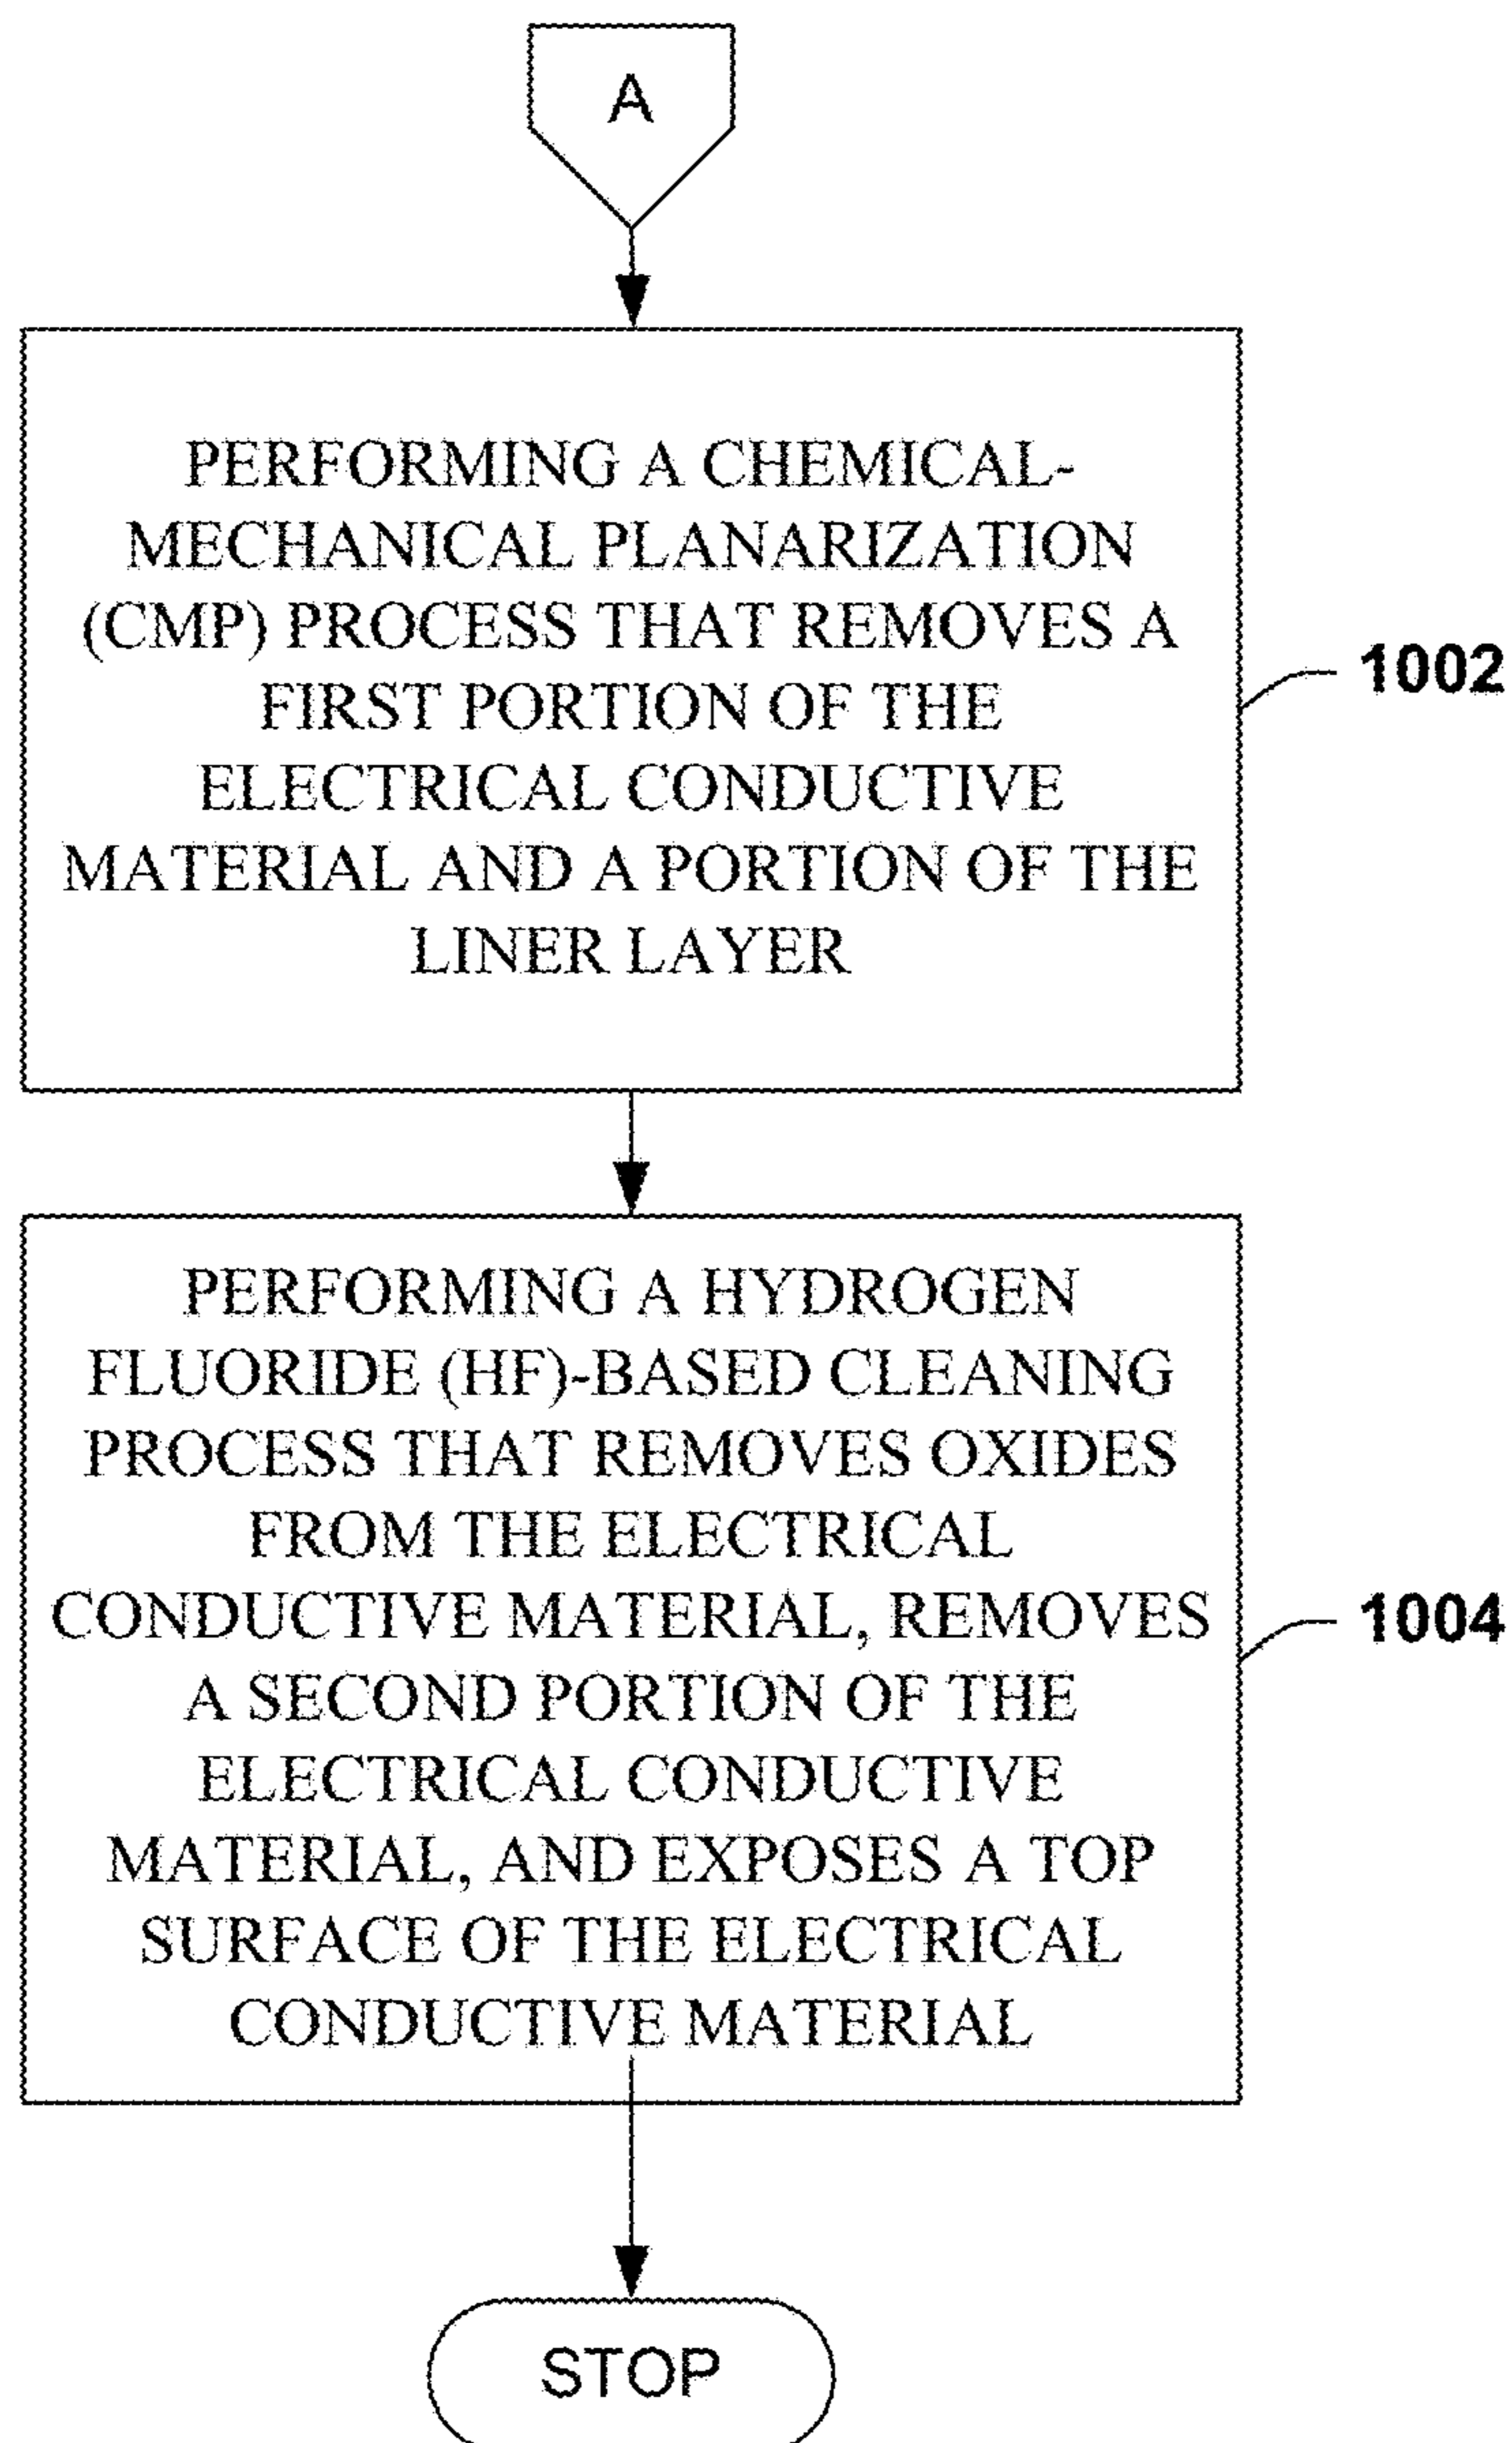 A
PERFORMING A CHEMICAL-
MECHANICAL PLANARIZATION
(CMP) PROCESS THAT REMOVES A
FIRST PORTION OF THE
ELECTRICAL CONDUCTIVE
MATERIAL AND A PORTION OF THE
LINER LAYER
1002
PERFORMING A HYDROGEN
FLUORIDE (HF)-BASED CLEANING
PROCESS THAT REMOVES OXIDES
FROM THE ELECTRICAL
CONDUCTIVE MATERIAL, REMOVES
A SECOND PORTION OF THE
ELECTRICAL CONDUCTIVE
MATERIAL, AND EXPOSES A TOP
SURFACE OF THE ELECTRICAL
CONDUCTIVE MATERIAL
1004
STOP